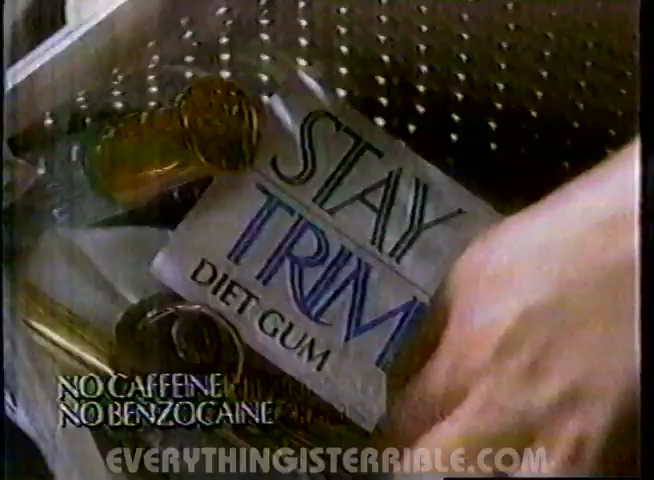 STAY
TRIM
DIET GUM
NO CAFFEINE
NO BENZOCAINE
EVERYTHINGISTERRIBLE.COM